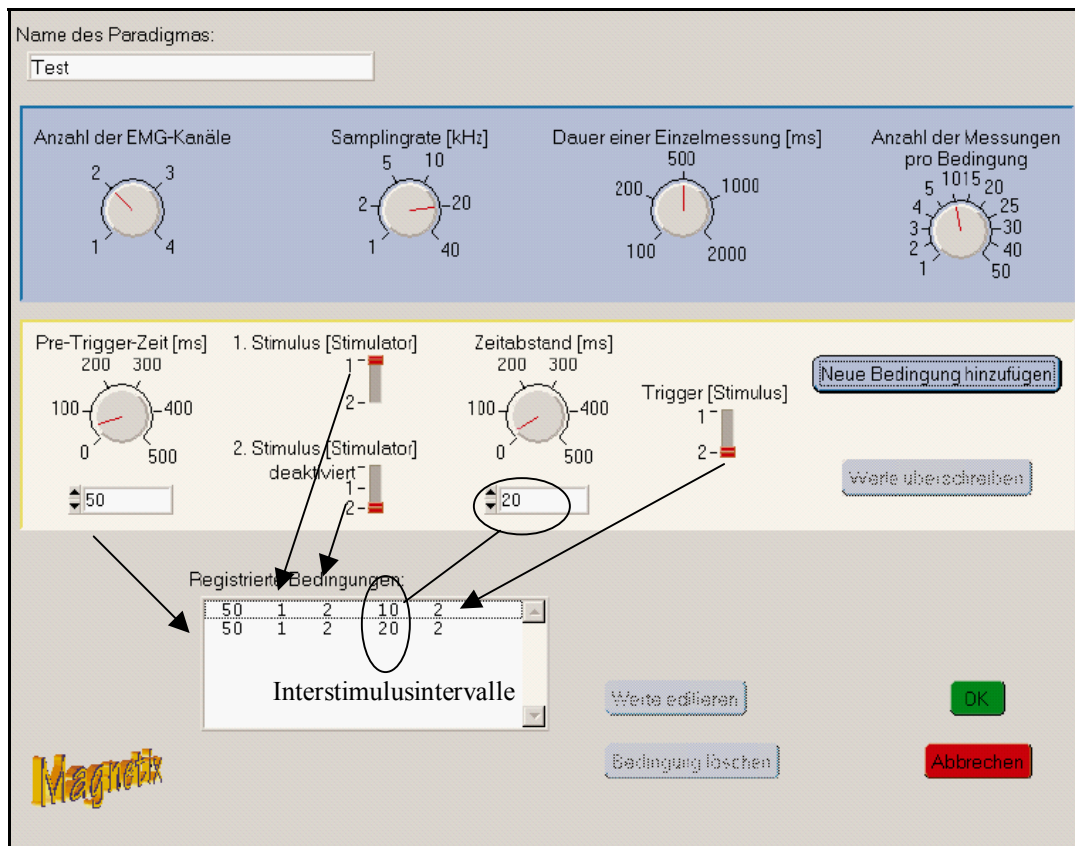 Name des Paradigmas:
Test
Anzahl der EMG-Kanäle
1 2 3 4
Samplingrate [kHz]
1 2 5 10 20 40
Dauer einer Einzelmessung [ms]
100 200 500 1000 2000
Anzahl der Messungen
pro Bedingung
1 2 3 4 5 10 15 20 25 30 40 50
Pre-Trigger-Zeit [ms]
0 100 200 300 400 500
50
1. Stimulus [Stimulator]
1
2
2. Stimulus [Stimulator]
deaktiviert
1
2
Zeitabstand [ms]
0 100 200 300 400 500
20
Trigger [Stimulus]
1
2
Neue Bedingung hinzufügen
Werte überschreiben
Registrierte Bedingungen:
50 1 2 10 2
50 1 2 20 2
Interstimulusintervalle
Werte editieren
OK
Bedingung löschen
Abbrechen
Magnetix